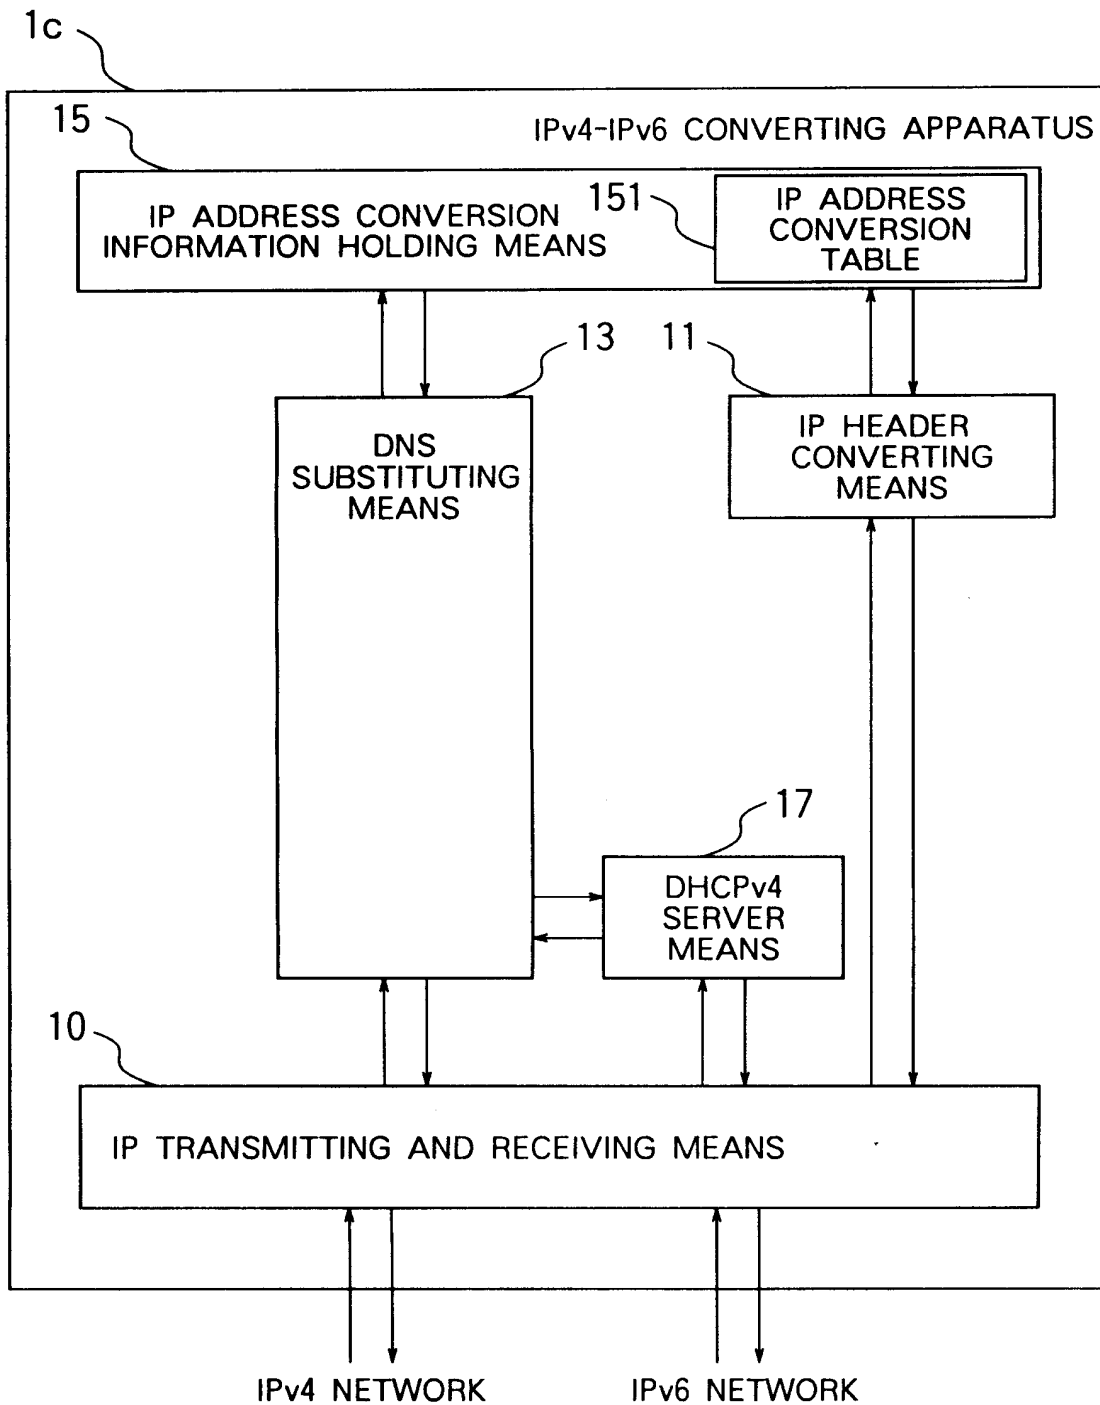 1c
15
IPv4-IPv6 CONVERTING APPARATUS
IP ADDRESS CONVERSION
INFORMATION HOLDING MEANS
151
IP ADDRESS
CONVERSION
TABLE
13
11
DNS
SUBSTITUTING
MEANS
IP HEADER
CONVERTING
MEANS
17
DHCPv4
SERVER
MEANS
10
IP TRANSMITTING AND RECEIVING MEANS
IPv4 NETWORK
IPv6 NETWORK